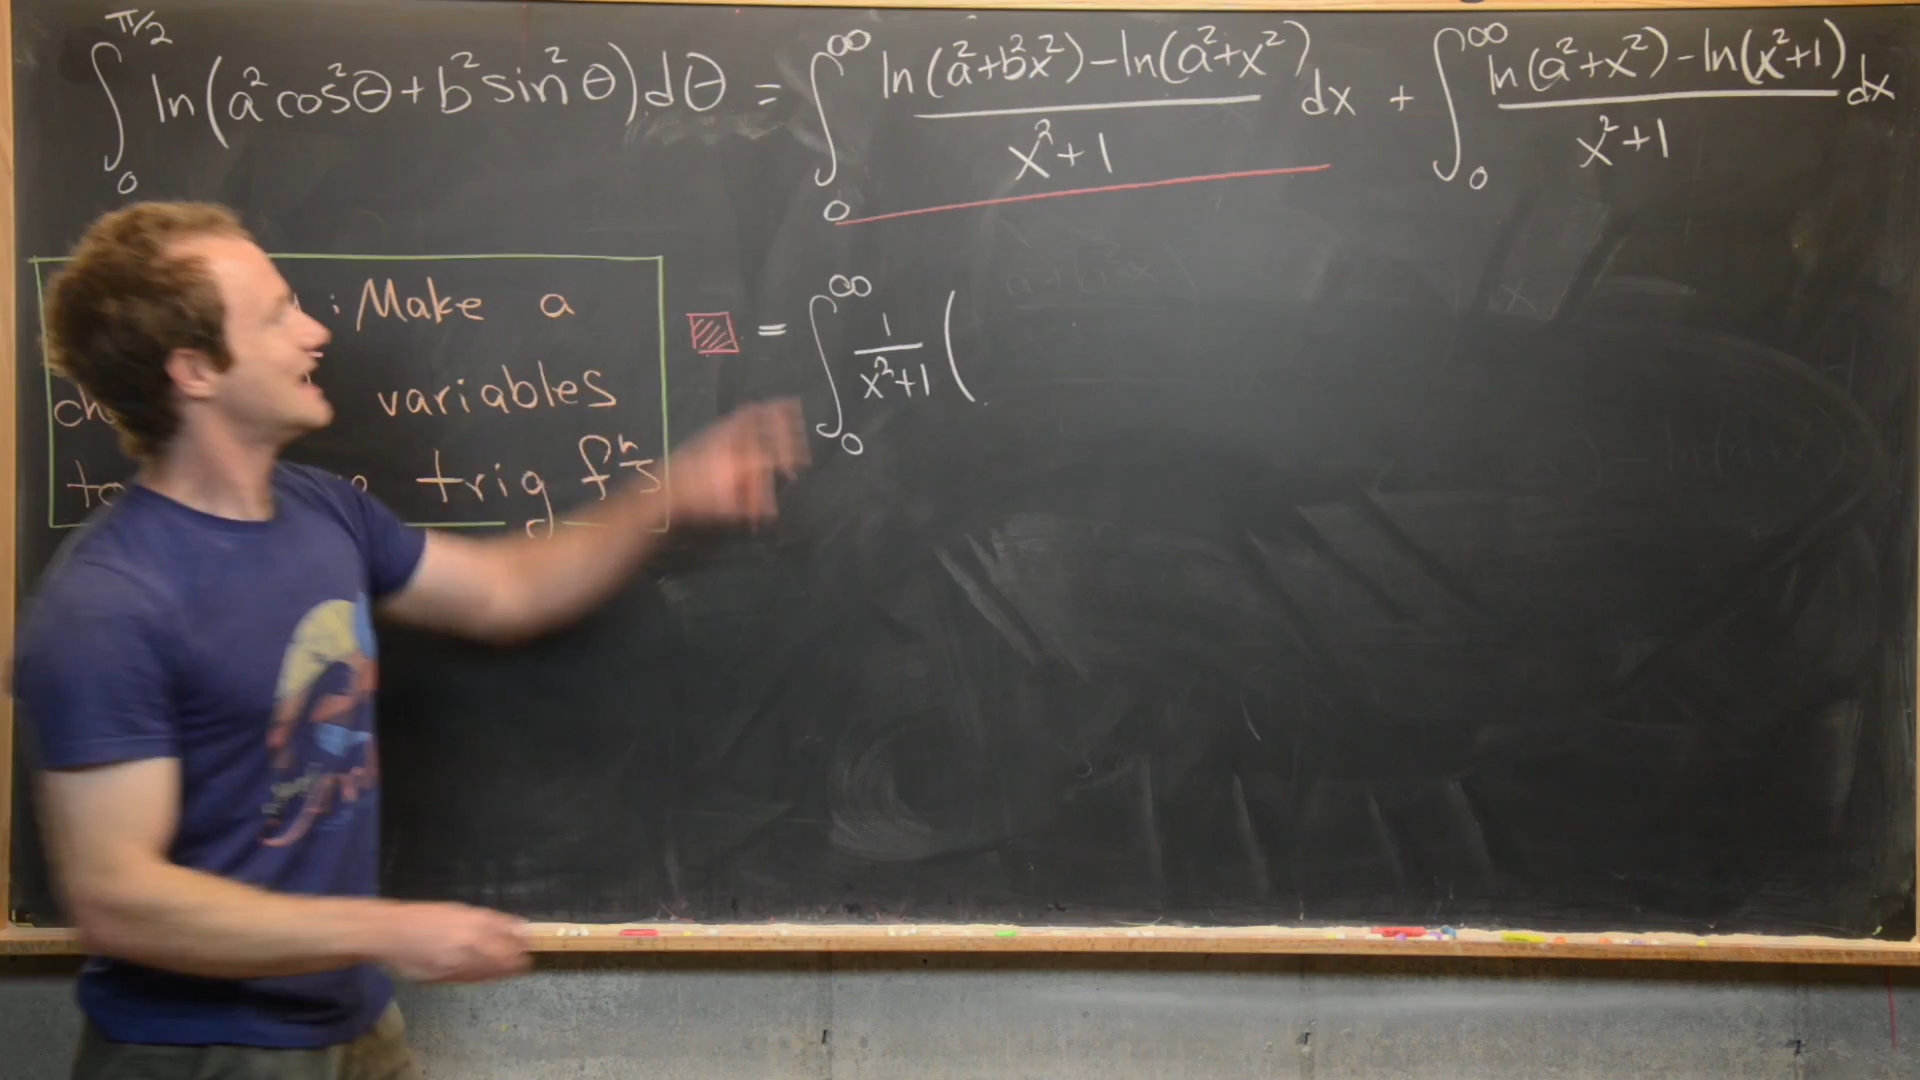 ∫₀^{π/2} ln(a²cos²θ+b²sin²θ)dθ = ∫₀^∞ (ln(a²+b²x²)-ln(a²+x²))/(x²+1) dx + ∫₀^∞ (ln(a²+x²)-ln(x²+1))/(x²+1) dx
: Make a
variables
trig fⁿs
= ∫₀^∞ 1/(x²+1) (